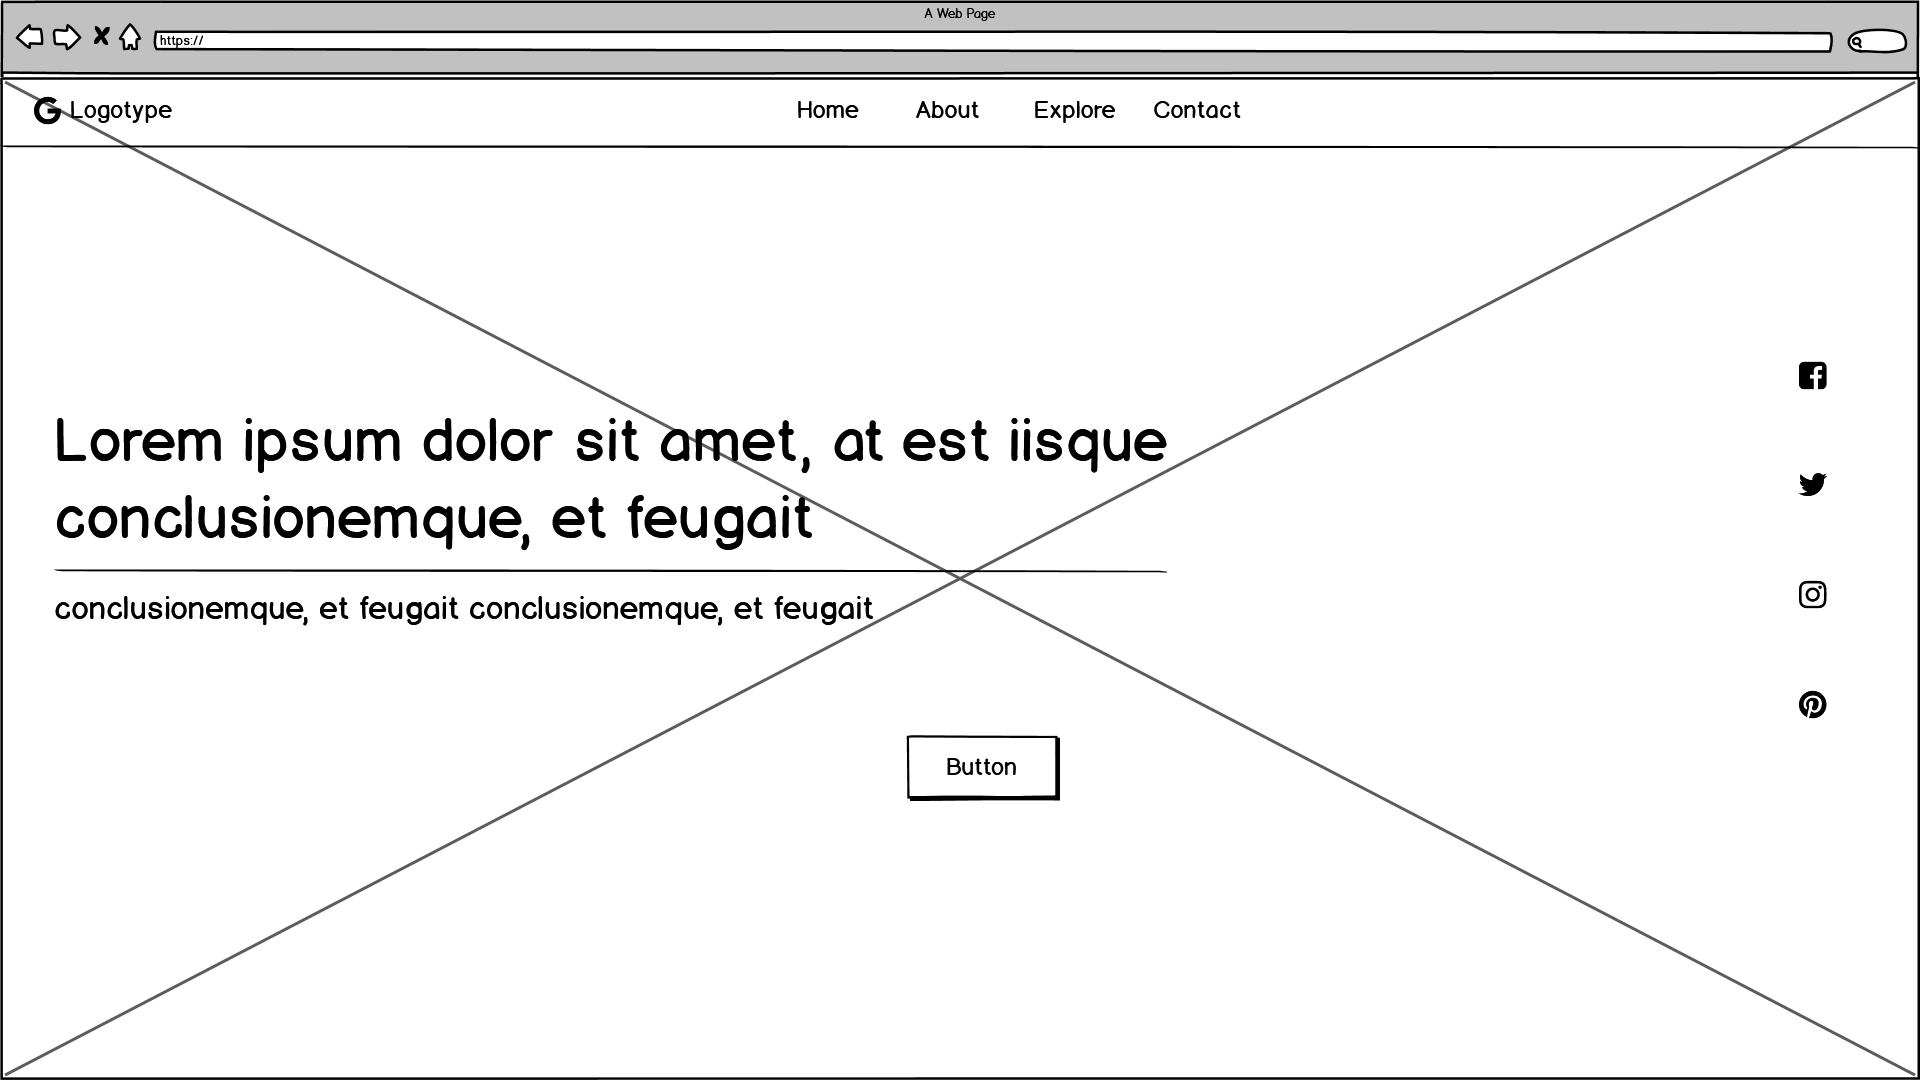 A Web Page
https://
Logotype
Home About Explore Contact
Lorem ipsum dolor sit amet, at est iisque
conclusionemque, et feugait
conclusionemque, et feugait conclusionemque, et feugait
Button